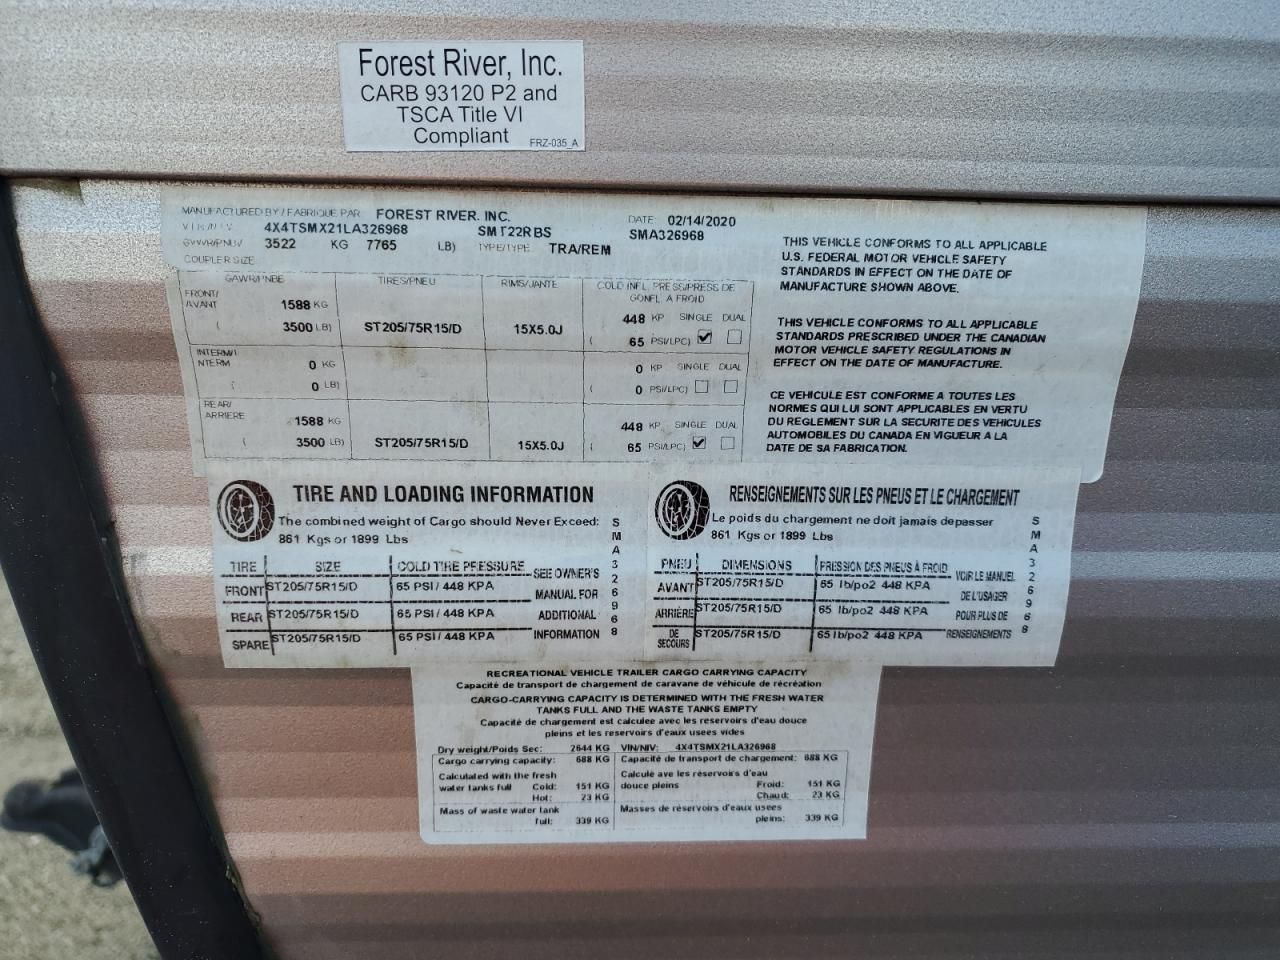 Forest River, Inc.
CARB 93120 P2 and
TSCA Title VI
Compliant
FRZ-035_A
MANUFACTURED BY / FABRIQUE PAR FOREST RIVER. INC. DATE: 02/14/2020
V I N / N I V 4X4TSMX21LA326968 SMT22RBS SMA326968
GVWR/PNBV 3522 KG 7765 LB) TYPE/TYPE TRA/REM
COUPLER SIZE
GAWR/PNBE TIRES/PNEU RIMS/JANTE COLD INFL. PRESS/PRESS DE GONFL. A FROID
FRONT/ AVANT 1588 KG 448 KP SINGLE DUAL
( 3500 LB) ST205/75R15/D 15X5.0J ( 65 PSI/LPC)
INTERM/ INTERM 0 KG 0 KP SINGLE DUAL
( 0 LB) ( 0 PSI/LPC)
REAR/ ARRIERE 1588 KG 448 KP SINGLE DUAL
( 3500 LB) ST205/75R15/D 15X5.0J ( 65 PSI/LPC)
THIS VEHICLE CONFORMS TO ALL APPLICABLE
U.S. FEDERAL MOTOR VEHICLE SAFETY
STANDARDS IN EFFECT ON THE DATE OF
MANUFACTURE SHOWN ABOVE.
THIS VEHICLE CONFORMS TO ALL APPLICABLE
STANDARDS PRESCRIBED UNDER THE CANADIAN
MOTOR VEHICLE SAFETY REGULATIONS IN
EFFECT ON THE DATE OF MANUFACTURE.
CE VEHICULE EST CONFORME A TOUTES LES
NORMES QUI LUI SONT APPLICABLES EN VERTU
DU REGLEMENT SUR LA SECURITE DES VEHICULES
AUTOMOBILES DU CANADA EN VIGUEUR A LA
DATE DE SA FABRICATION.
TIRE AND LOADING INFORMATION
The combined weight of Cargo should Never Exceed:
861 Kgs or 1899 Lbs
TIRE SIZE COLD TIRE PRESSURE
FRONT ST205/75R15/D 65 PSI / 448 KPA
REAR ST205/75R15/D 65 PSI / 448 KPA
SPARE ST205/75R15/D 65 PSI / 448 KPA
SEE OWNER'S
MANUAL FOR
ADDITIONAL
INFORMATION
SMA326968
RENSEIGNEMENTS SUR LES PNEUS ET LE CHARGEMENT
Le poids du chargement ne doit jamais depasser
861 Kgs or 1899 Lbs
PNEU DIMENSIONS PRESSION DES PNEUS À FROID
AVANT ST205/75R15/D 65 lb/po2 448 KPA
ARRIÈRE ST205/75R15/D 65 lb/po2 448 KPA
DE SECOURS ST205/75R15/D 65 lb/po2 448 KPA
VOIR LE MANUEL
DE L'USAGER
POUR PLUS DE
RENSEIGNEMENTS
SMA326968
RECREATIONAL VEHICLE TRAILER CARGO CARRYING CAPACITY
Capacité de transport de chargement de caravane de véhicule de récréation
CARGO-CARRYING CAPACITY IS DETERMINED WITH THE FRESH WATER
TANKS FULL AND THE WASTE TANKS EMPTY
Capacité de chargement est calculee avec les reservoirs d'eau douce
pleins et les reservoirs d'eaux usees vides
Dry weight/Poids Sec: 2644 KG VIN/NIV: 4X4TSMX21LA326968
Cargo carrying capacity: 688 KG Capacité de transport de chargement: 688 KG
Calculated with the fresh Calculé ave les réservoirs d'eau
water tanks full Cold: 151 KG douce pleins Froid: 151 KG
Hot: 23 KG Chaud: 23 KG
Mass of waste water tank Masses de réservoirs d'eaux usees
full: 339 KG pleins: 339 KG